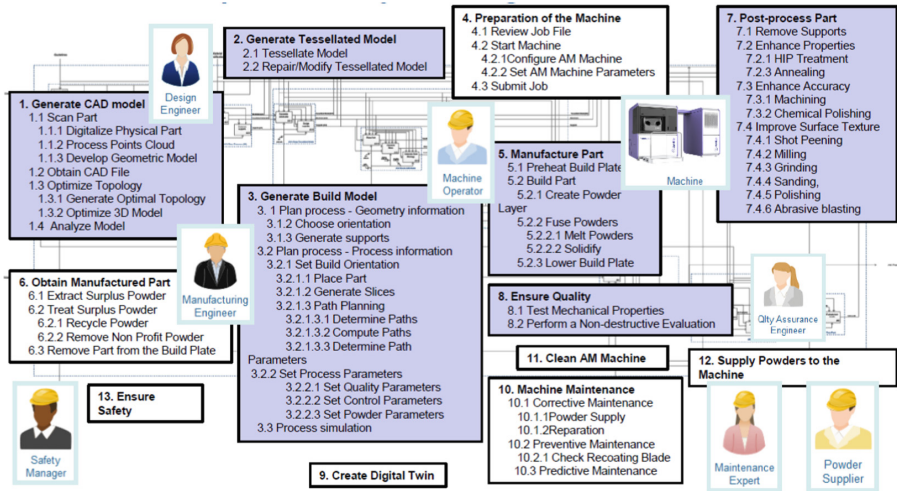 1. Generate CAD model
1.1 Scan Part
1.1.1 Digitalize Physical Part
1.1.2 Process Points Cloud
1.1.3 Develop Geometric Model
1.2 Obtain CAD File
1.3 Optimize Topology
1.3.1 Generate Optimal Topology
1.3.2 Optimize 3D Model
1.4 Analyze Model
Design
Engineer
2. Generate Tessellated Model
2.1 Tessellate Model
2.2 Repair/Modify Tessellated Model
3. Generate Build Model
3. 1 Plan process - Geometry information
3.1.2 Choose orientation
3.1.3 Generate supports
3.2 Plan process - Process information
3.2.1 Set Build Orientation
3.2.1.1 Place Part
3.2.1.2 Generate Slices
3.2.1.3 Path Planning
3.2.1.3.1 Determine Paths
3.2.1.3.2 Compute Paths
3.2.1.3.3 Determine Path
Parameters
3.2.2 Set Process Parameters
3.2.2.1 Set Quality Parameters
3.2.2.2 Set Control Parameters
3.2.2.3 Set Powder Parameters
3.3 Process simulation
Manufacturing
Engineer
4. Preparation of the Machine
4.1 Review Job File
4.2 Start Machine
4.2.1Configure AM Machine
4.2.2 Set AM Machine Parameters
4.3 Submit Job
Machine
Operator
5. Manufacture Part
5.1 Preheat Build Plate
5.2 Build Part
5.2.1 Create Powder
Layer
5.2.2 Fuse Powders
5.2.2.1 Melt Powders
5.2.2.2 Solidify
5.2.3 Lower Build Plate
Machine
6. Obtain Manufactured Part
6.1 Extract Surplus Powder
6.2 Treat Surplus Powder
6.2.1 Recycle Powder
6.2.2 Remove Non Profit Powder
6.3 Remove Part from the Build Plate
7. Post-process Part
7.1 Remove Supports
7.2 Enhance Properties
7.2.1 HIP Treatment
7.2.3 Annealing
7.3 Enhance Accuracy
7.3.1 Machining
7.3.2 Chemical Polishing
7.4 Improve Surface Texture
7.4.1 Shot Peening
7.4.2 Milling
7.4.3 Grinding
7.4.4 Sanding,
7.4.5 Polishing
7.4.6 Abrasive blasting
8. Ensure Quality
8.1 Test Mechanical Properties
8.2 Perform a Non-destructive Evaluation
Qlty Assurance
Engineer
9. Create Digital Twin
10. Machine Maintenance
10.1 Corrective Maintenance
10.1.1Powder Supply
10.1.2Reparation
10.2 Preventive Maintenance
10.2.1 Check Recoating Blade
10.3 Predictive Maintenance
Maintenance
Expert
11. Clean AM Machine
12. Supply Powders to the
Machine
Powder
Supplier
13. Ensure
Safety
Safety
Manager